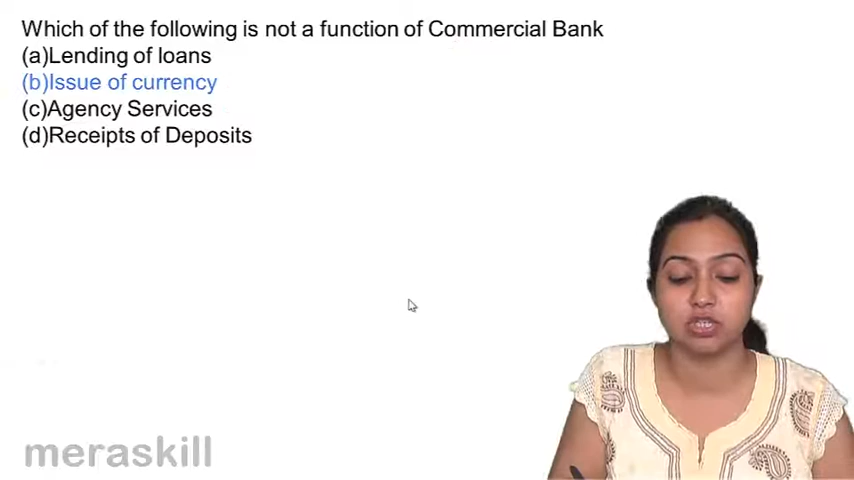 Which of the following is not a function of Commercial Bank
(a)Lending of loans
(b)Issue of currency
(c)Agency Services
(d)Receipts of Deposits
meraskill